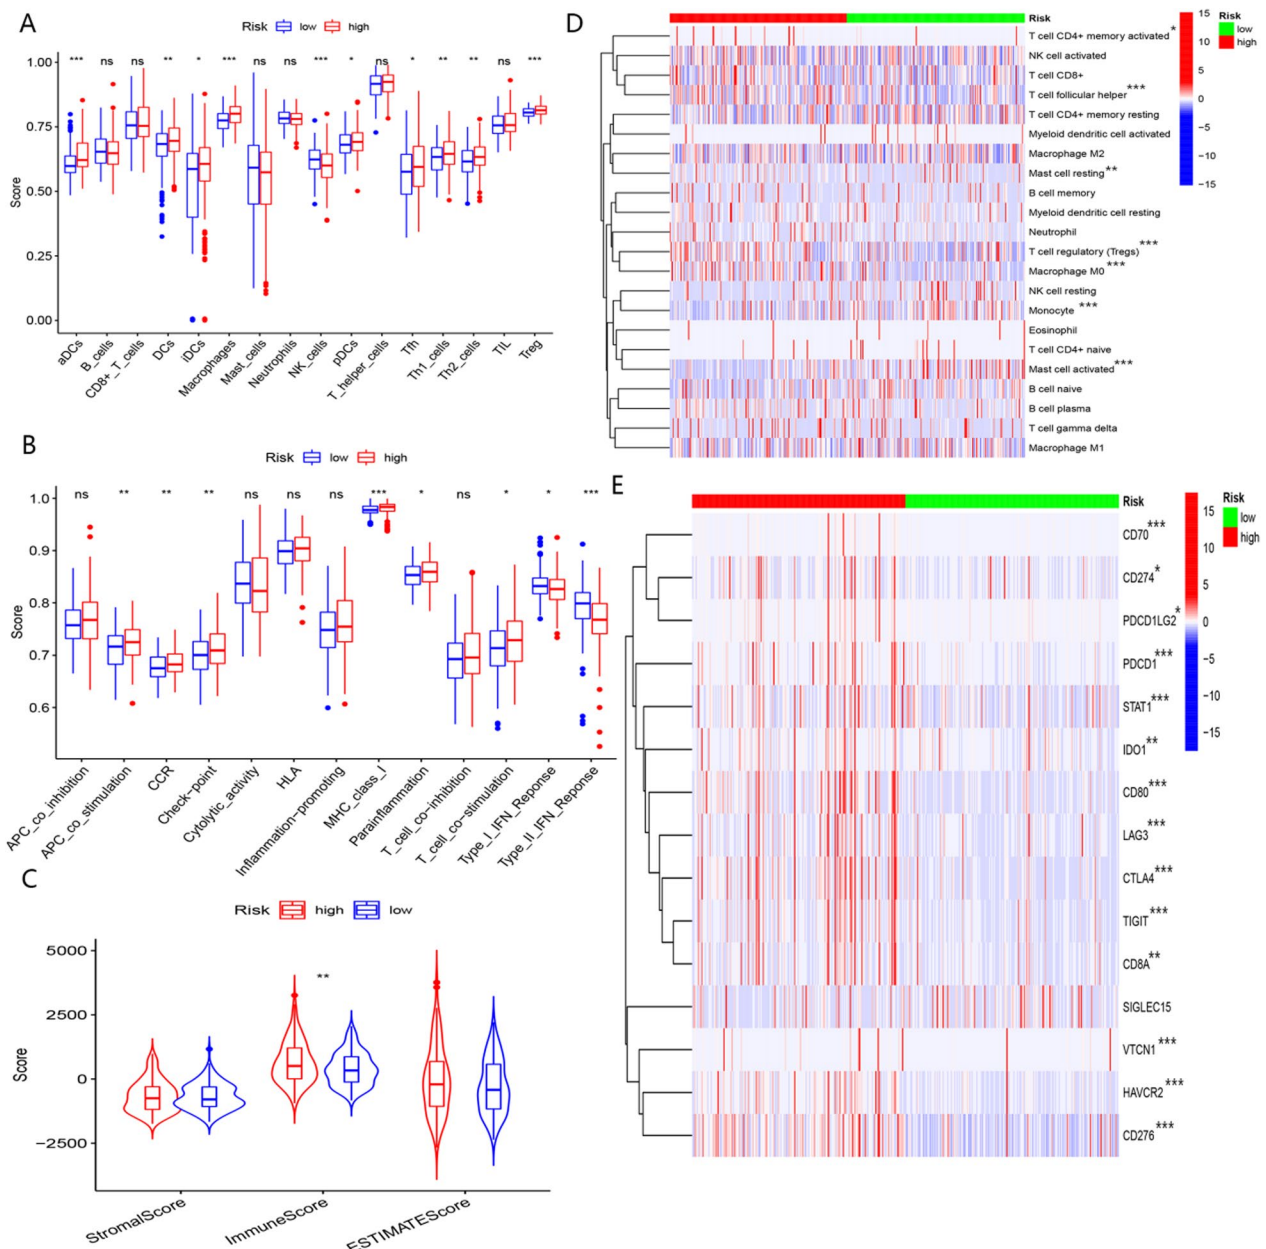 A
Risk low high
1.00
0.75
0.50
0.25
0.00
Score
*** ns ns ** * *** ns ns *** * ns * ** ** ns ***
aDCs
B_cells
CD8+_T_cells
DCs
iDCs
Macrophages
Mast_cells
Neutrophils
NK_cells
pDCs
T_helper_cells
Tfh
Th1_cells
Th2_cells
TIL
Treg
B
Risk low high
1.0
0.9
0.8
0.7
0.6
Score
ns ** ** ** ns ns ns *** * ns * * ***
APC_co_inhibition
APC_co_stimulation
CCR
Check-point
Cytolytic_activity
HLA
Inflammation-promoting
MHC_class_I
Parainflammation
T_cell_co-inhibition
T_cell_co-stimulation
Type_I_IFN_Reponse
Type_II_IFN_Reponse
C
Risk high low
5000
2500
0
-2500
Score
**
StromalScore
ImmuneScore
ESTIMATEScore
D
Risk
T cell CD4+ memory activated *
NK cell activated
T cell CD8+
T cell follicular helper ***
T cell CD4+ memory resting
Myeloid dendritic cell activated
Macrophage M2
Mast cell resting **
B cell memory
Myeloid dendritic cell resting
Neutrophil
T cell regulatory (Tregs) ***
Macrophage M0 ***
NK cell resting
Monocyte ***
Eosinophil
T cell CD4+ naive
Mast cell activated ***
B cell naive
B cell plasma
T cell gamma delta
Macrophage M1
15
10
5
0
-5
-10
-15
Risk
low
high
E
Risk
CD70 ***
CD274 *
PDCD1LG2 *
PDCD1 ***
STAT1 ***
IDO1 **
CD80 ***
LAG3 ***
CTLA4 ***
TIGIT ***
CD8A **
SIGLEC15
VTCN1 ***
HAVCR2 ***
CD276 ***
15
10
5
0
-5
-10
-15
Risk
low
high